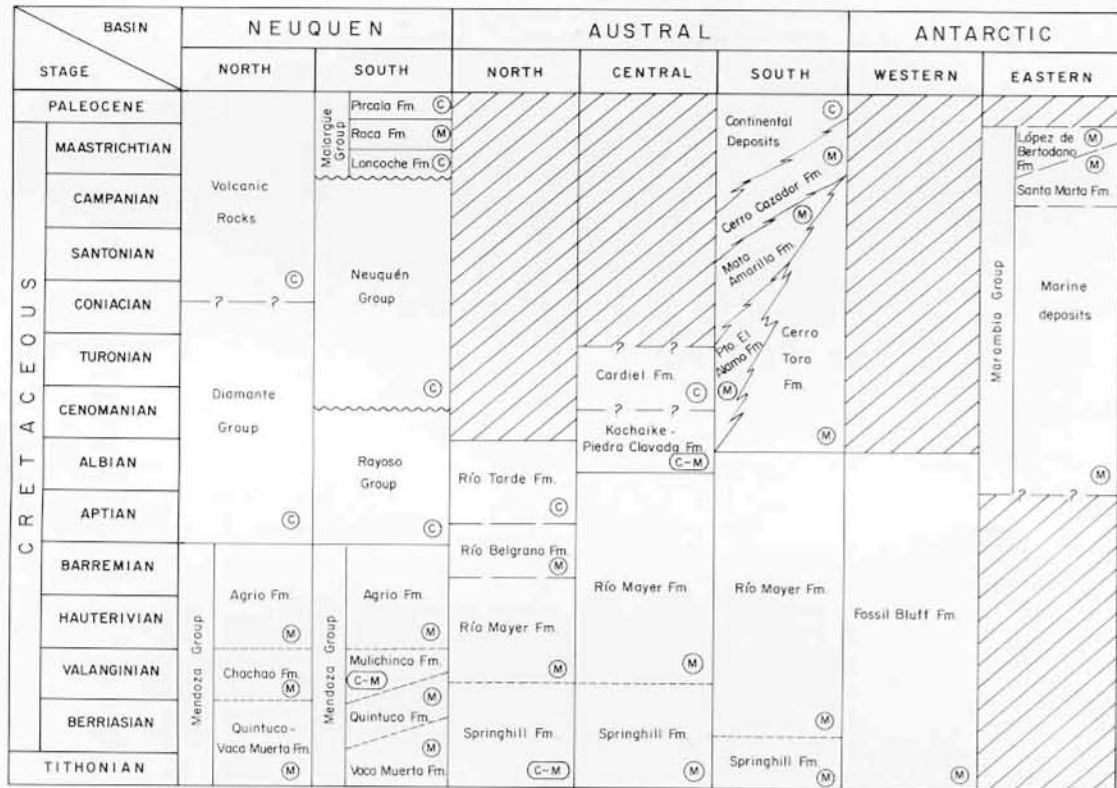 BASIN
STAGE
NEUQUEN
AUSTRAL
ANTARCTIC
NORTH
SOUTH
NORTH
CENTRAL
SOUTH
WESTERN
EASTERN
PALEOCENE
CRETACEOUS
MAASTRICHTIAN
CAMPANIAN
SANTONIAN
CONIACIAN
TURONIAN
CENOMANIAN
ALBIAN
APTIAN
BARREMIAN
HAUTERIVIAN
VALANGINIAN
BERRIASIAN
TITHONIAN
Volcanic
Rocks
C
? ?
Diamante
Group
C
Mendoza Group
Agrio Fm.
M
Chachao Fm.
M
Quintuco -
Vaca Muerta Fm.
M
Malargüe
Group
Pircala Fm. C
Roca Fm. M
Loncoche Fm. C
Neuquén
Group
C
Rayoso
Group
C
Mendoza Group
Agrio Fm.
M
Mulichinco Fm.
C-M
M
Quintuco Fm.
M
Vaca Muerta Fm.
Río Tarde Fm.
C
Río Belgrano Fm.
M
Río Mayer Fm.
M
Springhill Fm.
C-M
? ?
Cardiel Fm.
C
? ?
Kachaike -
Piedra Clavada Fm.
C-M
Río Mayer Fm.
M
Springhill Fm.
M
C
Continental
Deposits
M
Cerro Cazador Fm
M
Mata
Amarilla Fm.
Pto. El
Alamo Fm.
M
Cerro
Toro
Fm.
M
Río Mayer Fm.
M
Springhill Fm.
M
Fossil Bluff Fm.
M
Marambio Group
López de M
Bertodano
Fm M
Santa Marta Fm.
Marine
deposits
M
? ?